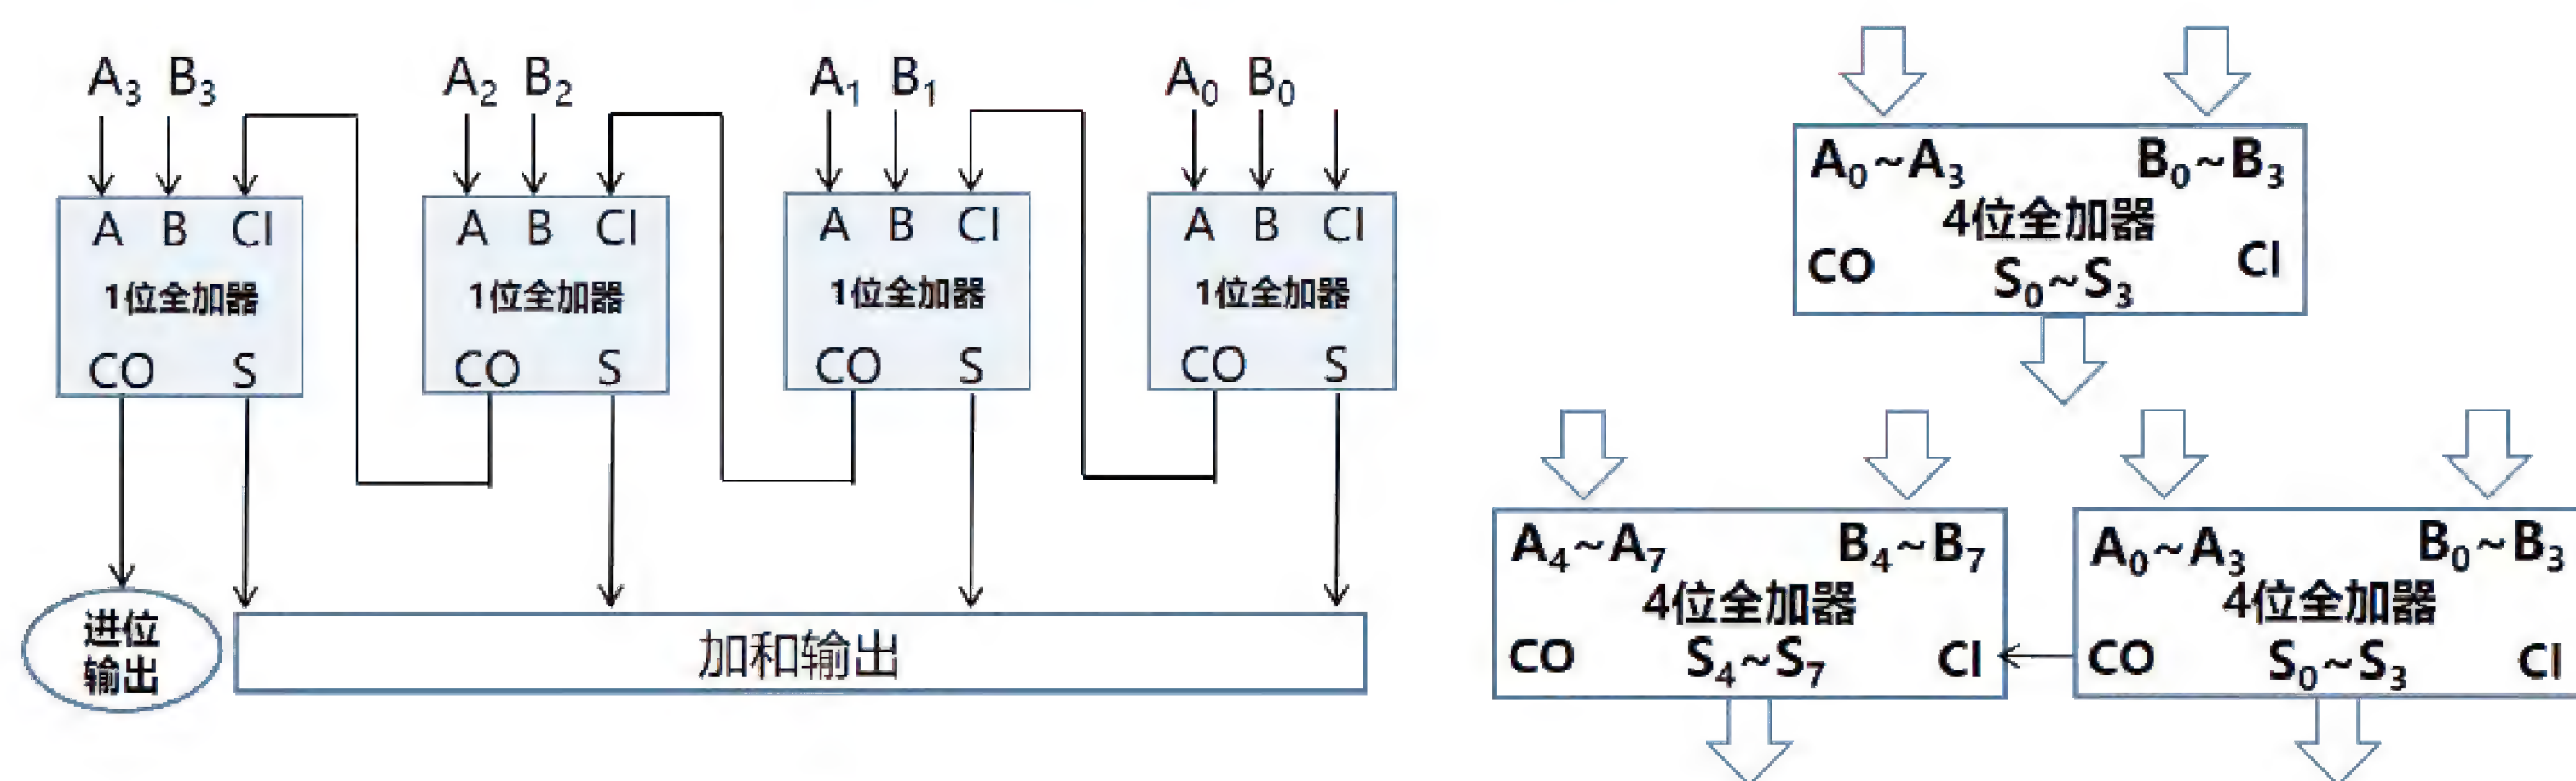 A₃ B₃ A₂ B₂ A₁ B₁ A₀ B₀
A B CI A B CI A B CI A B CI
1位全加器 1位全加器 1位全加器 1位全加器
CO S CO S CO S CO S
进位
输出
加和输出
A₀~A₃ B₀~B₃
4位全加器
CO S₀~S₃ CI
A₄~A₇ B₄~B₇
4位全加器
CO S₄~S₇ CI
A₀~A₃ B₀~B₃
4位全加器
CO S₀~S₃ CI